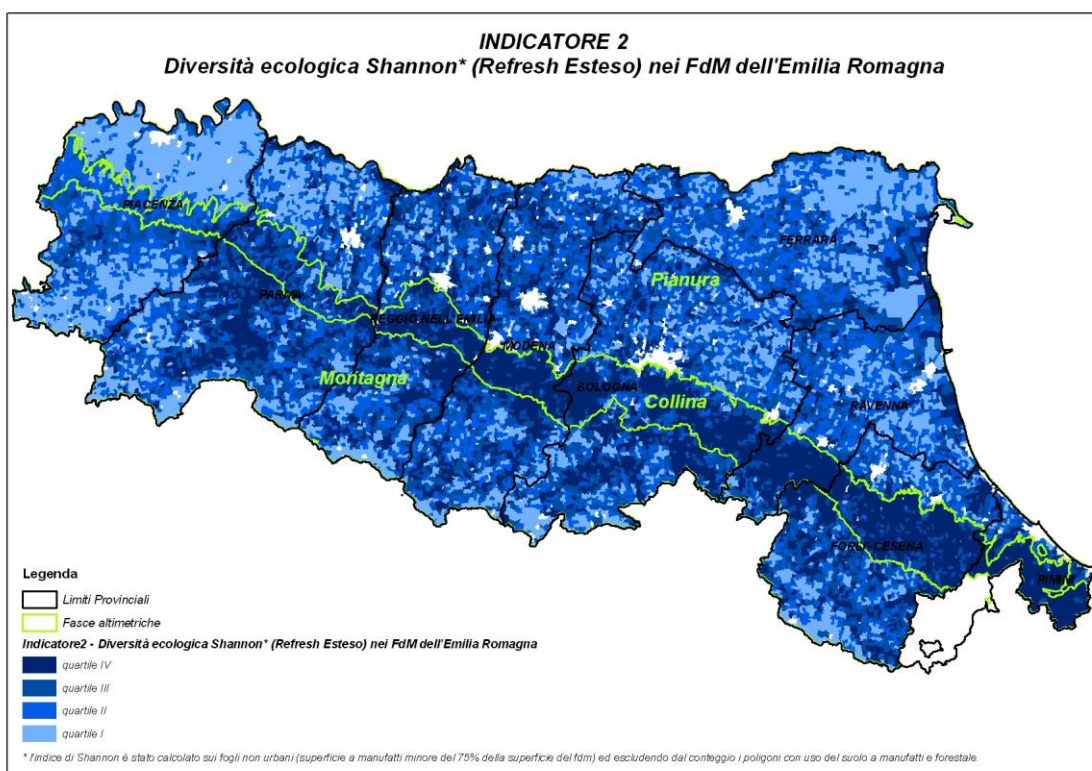 INDICATORE 2
Diversità ecologica Shannon* (Refresh Esteso) nei FdM dell'Emilia Romagna
PIACENZA
FERRARA
Pianura
PARMA
REGGIO NELL'EMILIA
MODENA
Montagna
BOLOGNA
Collina
RAVENNA
FORLI-CESENA
RIMINI
Legenda
Limiti Provinciali
Fasce altimetriche
Indicatore2 - Diversità ecologica Shannon* (Refresh Esteso) nei FdM dell'Emilia Romagna
quartile IV
quartile III
quartile II
quartile I
* l'indice di Shannon è stato calcolato sui fogli non urbani (superficie a manufatti minore del 75% della superficie del fdm) ed escludendo dal conteggio i poligoni con uso del suolo a manufatti e forestale.